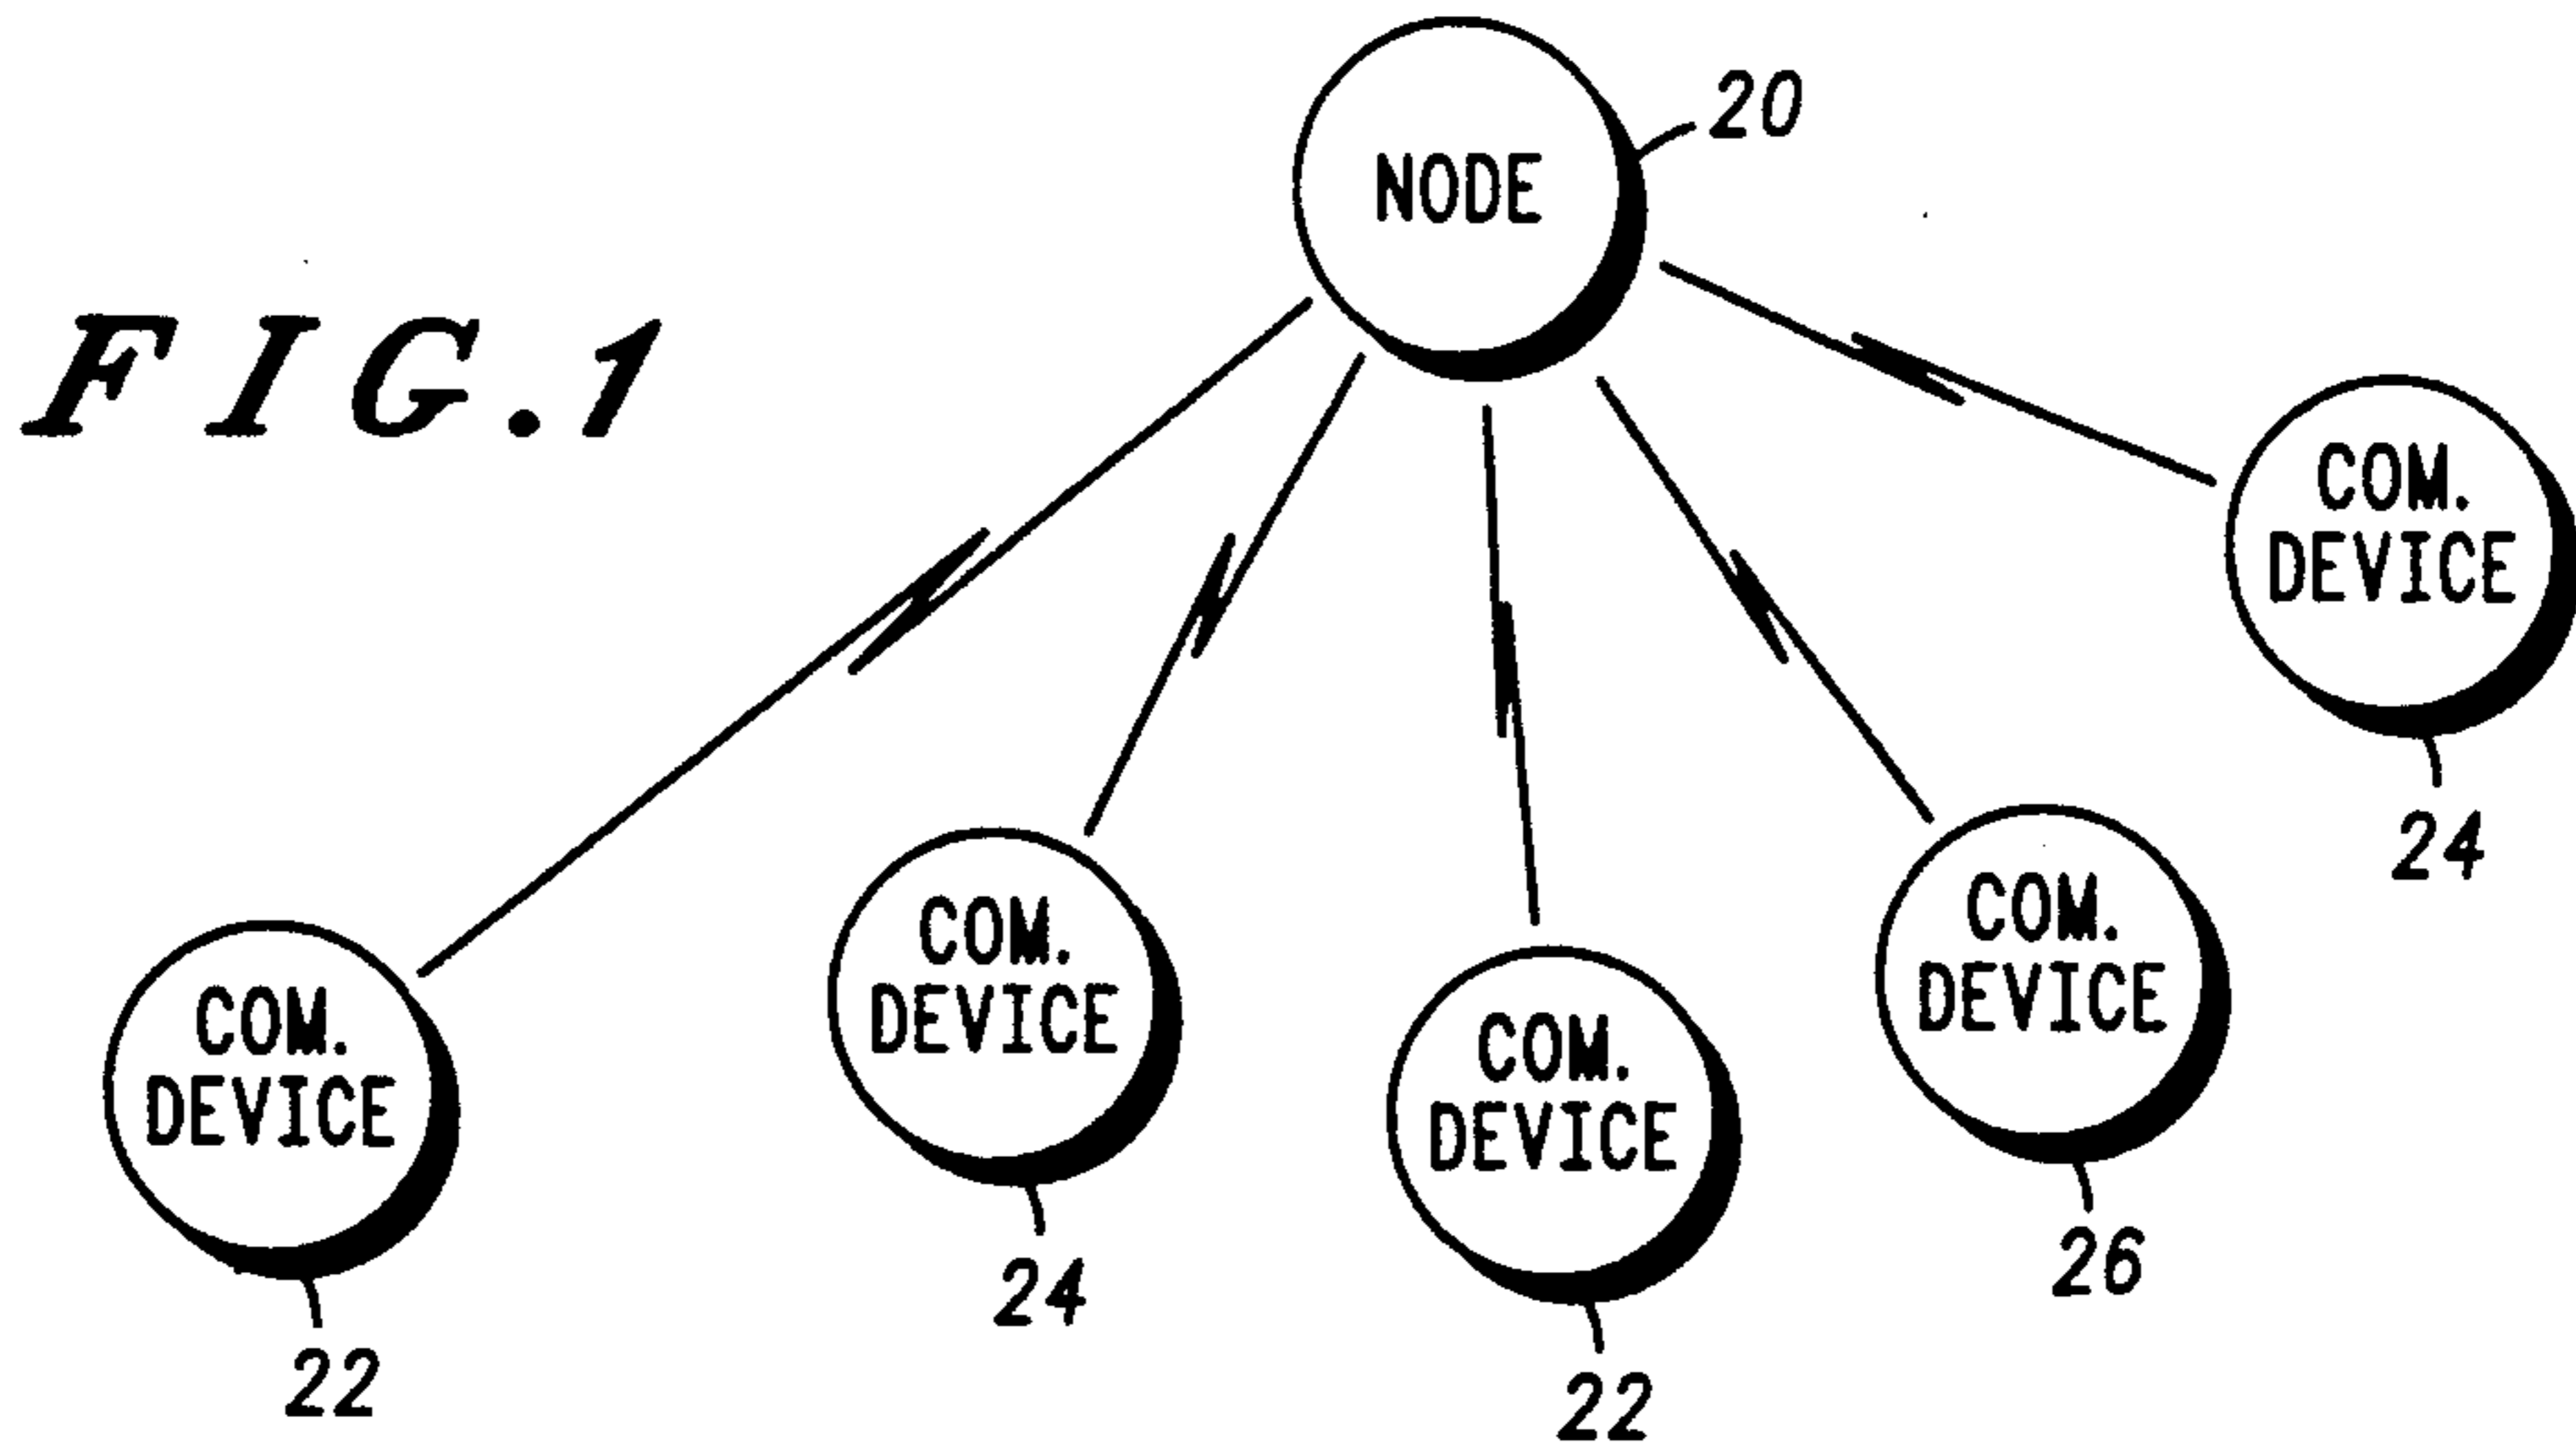 NODE
20
FIG.1
COM.
DEVICE
24
COM.
DEVICE
26
COM.
DEVICE
24
COM.
DEVICE
22
COM.
DEVICE
22